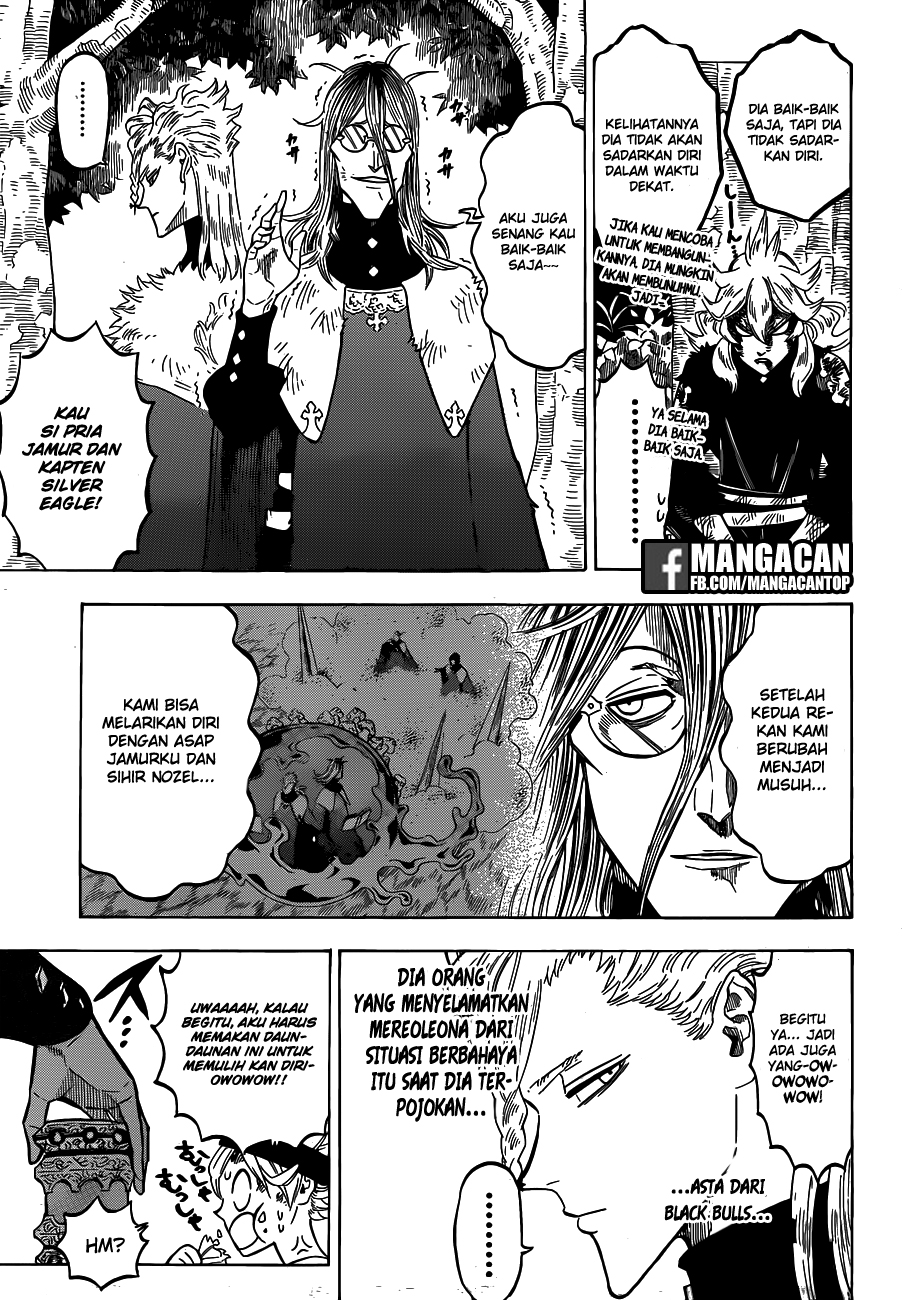 DIA BAIK-BAIK
SAJA, TAPI DIA
TIDAK SADAR-
KAN DIRI.
KELIHATANNYA
DIA TIDAK AKAN
SADARKAN DIRI
DALAM WAKTU
DEKAT.
JIKA KAU MENCOBA
UNTUK MEMBANGUN-
KANNYA. DIA MUNGKIN
AKAN MEMBUNUHMU,
JADI-
YA SELAMA
DIA BAIK-
BAIK SAJA.
AKU JUGA
SENANG KAU
BAIK-BAIK
SAJA~~
KAU
SI PRIA
JAMUR DAN
KAPTEN
SILVER
EAGLE!
f MANGACAN
FB.COM/MANGACANTOP
SETELAH
KEDUA RE-
KAN KAMI
BERUBAH
MENJADI
MUSUH...
KAMI BISA
MELARIKAN DIRI
DENGAN ASAP
JAMURKU DAN
SIHIR NOZEL...
BEGITU
YA... JADI
ADA JUGA
YANG-OW-
OWOWO-
WOW!
DIA ORANG
YANG MENYELAMATKAN
MEREOLEONA DARI
SITUASI BERBAHAYA
ITU SAAT DIA TER-
POJOKAN...
...ASTA DARI
BLACK BULLS...
UWAAAAH, KALAU
BEGITU, AKU HARUS
MEMAKAN DAUN-
DAUNAN INI UNTUK
MEMULIH KAN DIRI-
OWOWOW!!
HM?